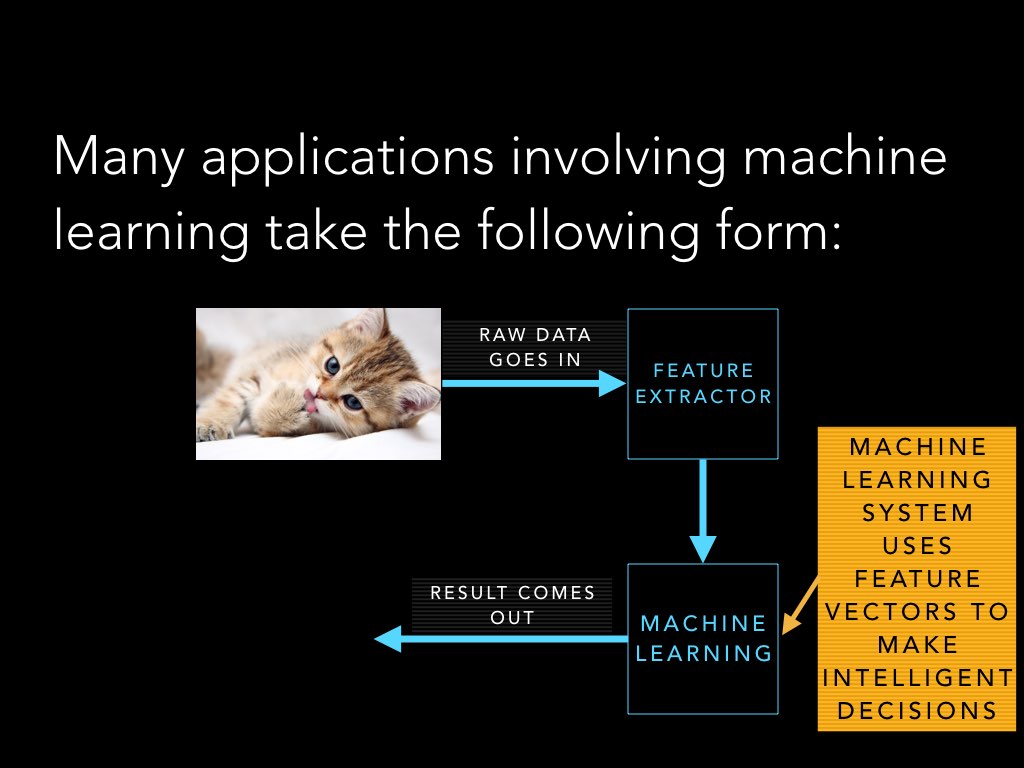 Many applications involving machine
learning take the following form:
RAW DATA
GOES IN
FEATURE
EXTRACTOR
MACHINE
LEARNING
SYSTEM
USES
FEATURE
VECTORS TO
MAKE
INTELLIGENT
DECISIONS
RESULT COMES
OUT
MACHINE
LEARNING